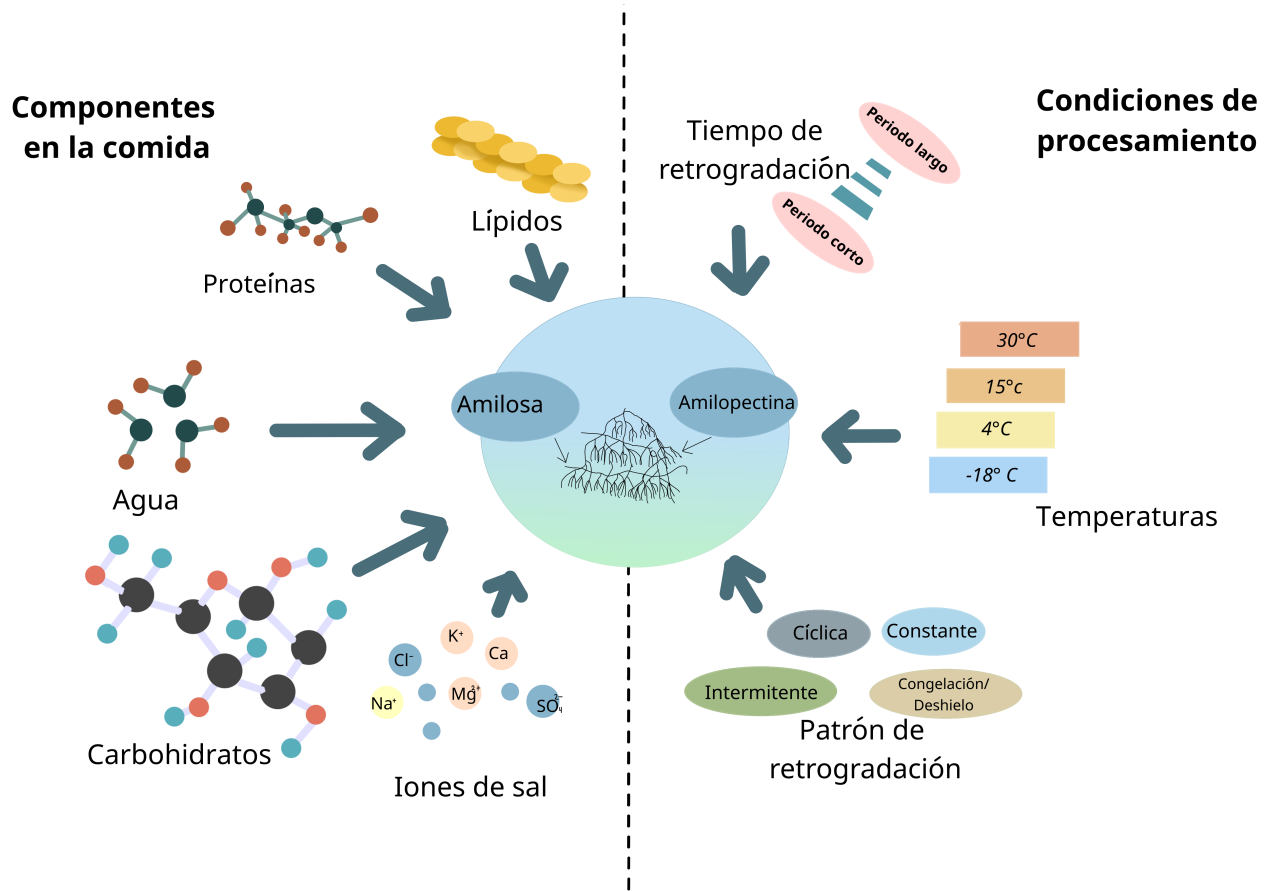 Componentes
en la comida
Proteínas
Lípidos
Agua
Carbohidratos
K⁺
Cl⁻
Ca
Na⁺
Mg²⁺
SO₄²⁻
Iones de sal
Amilosa
Amilopectina
Condiciones de
procesamiento
Tiempo de
retrogradación
Periodo largo
Periodo corto
30°C
15°c
4°C
-18° C
Temperaturas
Cíclica
Constante
Intermitente
Congelación/
Deshielo
Patrón de
retrogradación